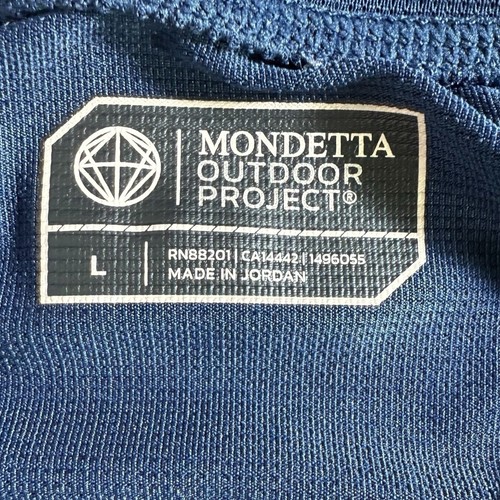 MONDETTA
OUTDOOR
PROJECT®
L
RN88201 | CA14442 | 1496055
MADE IN JORDAN